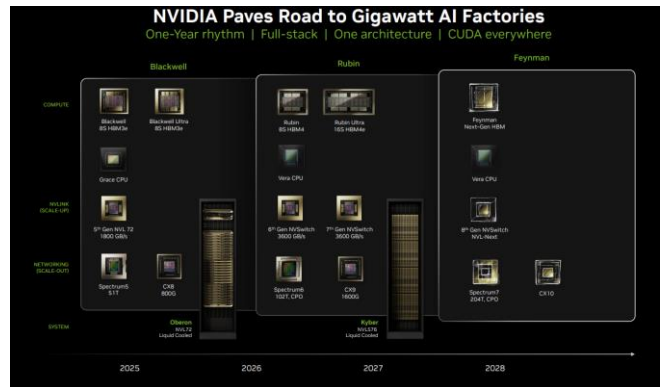 NVIDIA Paves Road to Gigawatt AI Factories
One-Year rhythm | Full-stack | One architecture | CUDA everywhere
Blackwell
Rubin
Feynman
COMPUTE
Blackwell
8S HBM3e
Blackwell Ultra
8S HBM3e
Rubin
8S HBM4
Rubin Ultra
16S HBM4e
Feynman
Next-Gen HBM
Grace CPU
Vera CPU
Vera CPU
NVLINK
(SCALE-UP)
5th Gen NVL 72
1800 GB/s
6th Gen NVSwitch
3600 GB/s
7th Gen NVSwitch
3600 GB/s
8th Gen NVSwitch
NVL-Next
NETWORKING
(SCALE-OUT)
Spectrum5
51T
CX8
800G
Spectrum6
102T, CPO
CX9
1600G
Spectrum7
204T, CPO
CX10
SYSTEM
Oberon
NVL72
Liquid Cooled
Kyber
NVL576
Liquid Cooled
2025
2026
2027
2028